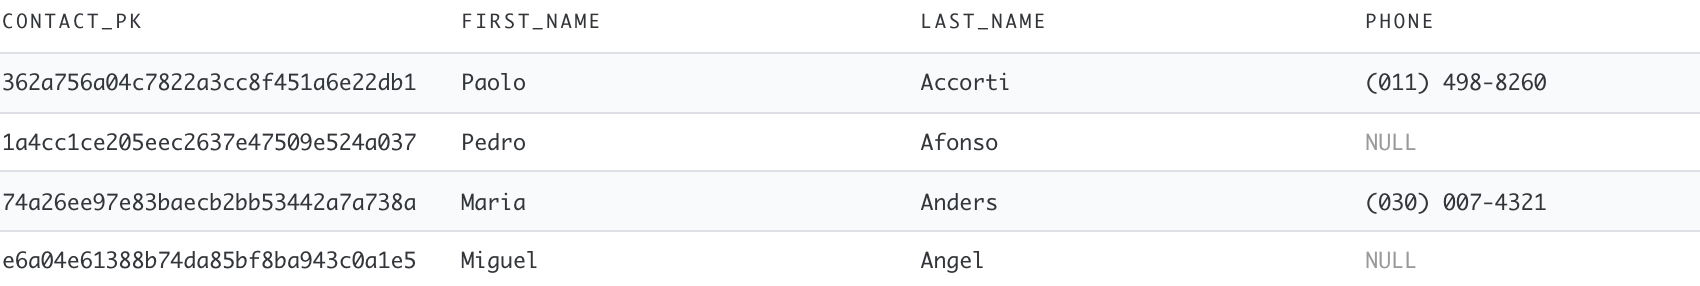 CONTACT_PK FIRST_NAME LAST_NAME PHONE
362a756a04c7822a3cc8f451a6e22db1 Paolo Accorti (011) 498-8260
1a4cc1ce205eec2637e47509e524a037 Pedro Afonso NULL
74a26ee97e83baecb2bb53442a7a738a Maria Anders (030) 007-4321
e6a04e61388b74da85bf8ba943c0a1e5 Miguel Angel NULL